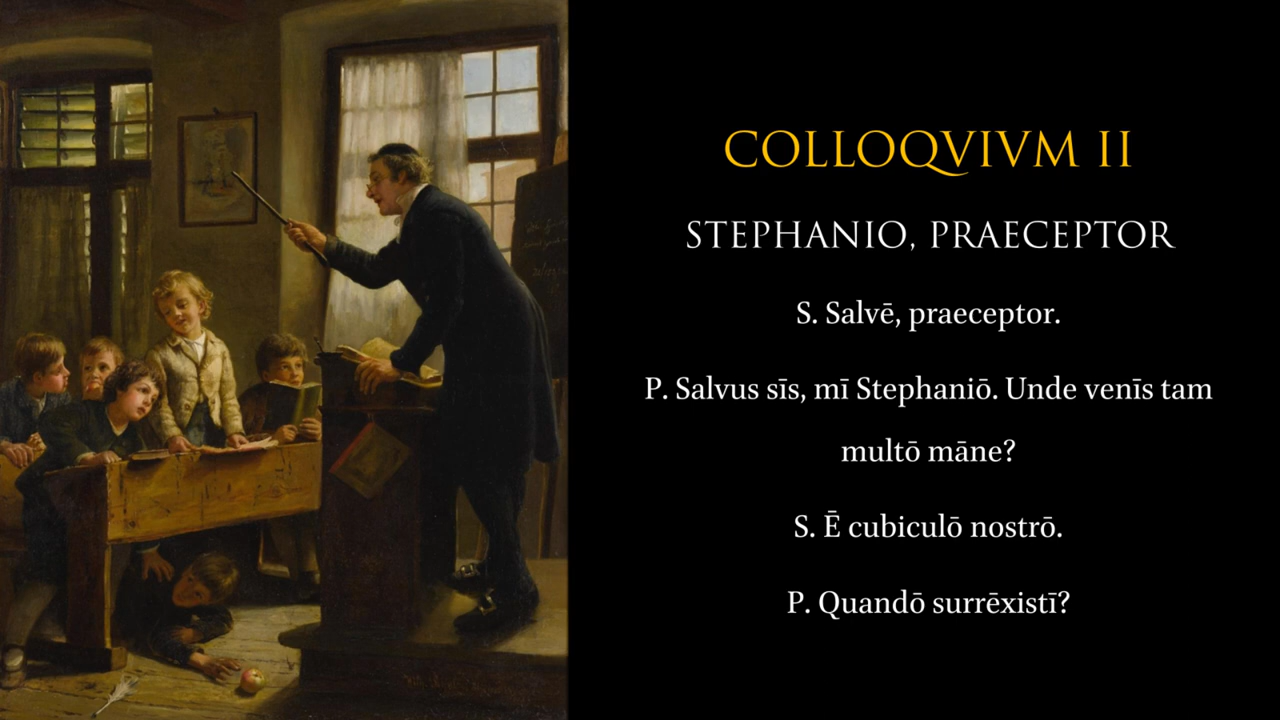 COLLOQVIVM II
STEPHANIO, PRAECEPTOR
S. Salvē, praeceptor.
P. Salvus sīs, mī Stephaniō. Unde venīs tam
multō māne?
S. Ē cubiculō nostrō.
P. Quandō surrēxistī?